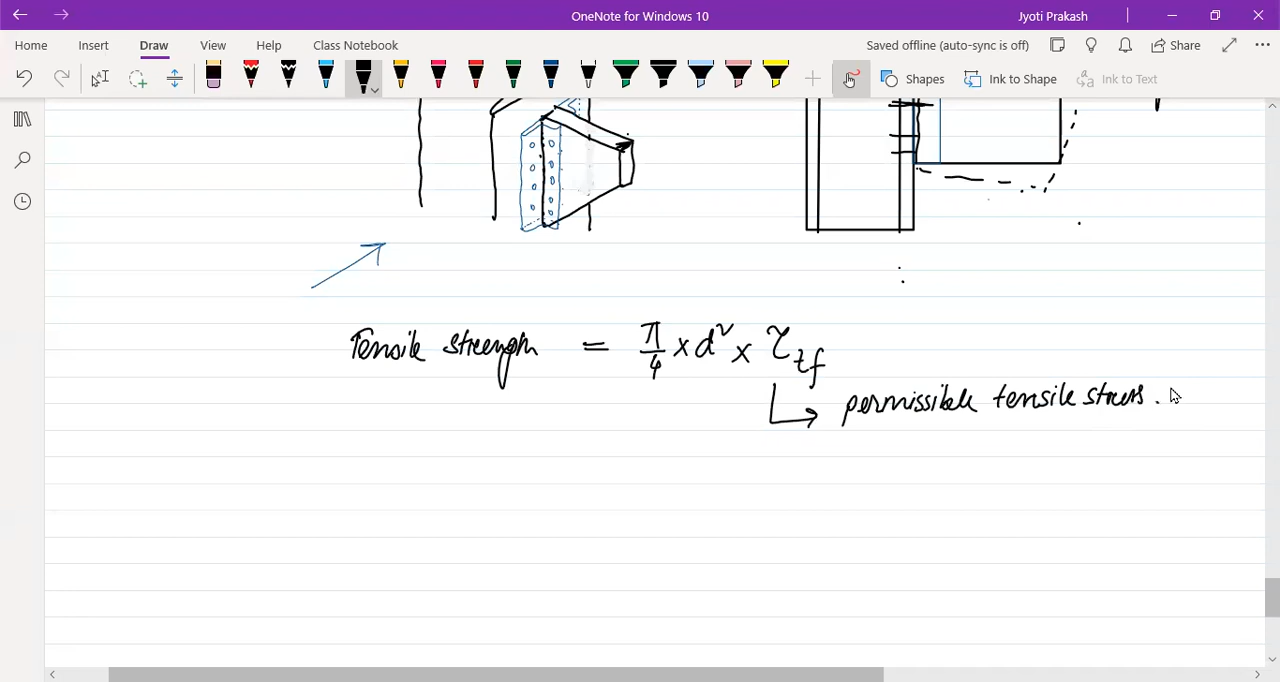 OneNote for Windows 10
Jyoti Prakash
Home Insert Draw View Help Class Notebook
Saved offline (auto-sync is off)
Share
Shapes Ink to Shape Ink to Text
Tensile strength = π/4 × d² × τtf
permissible tensile stress.